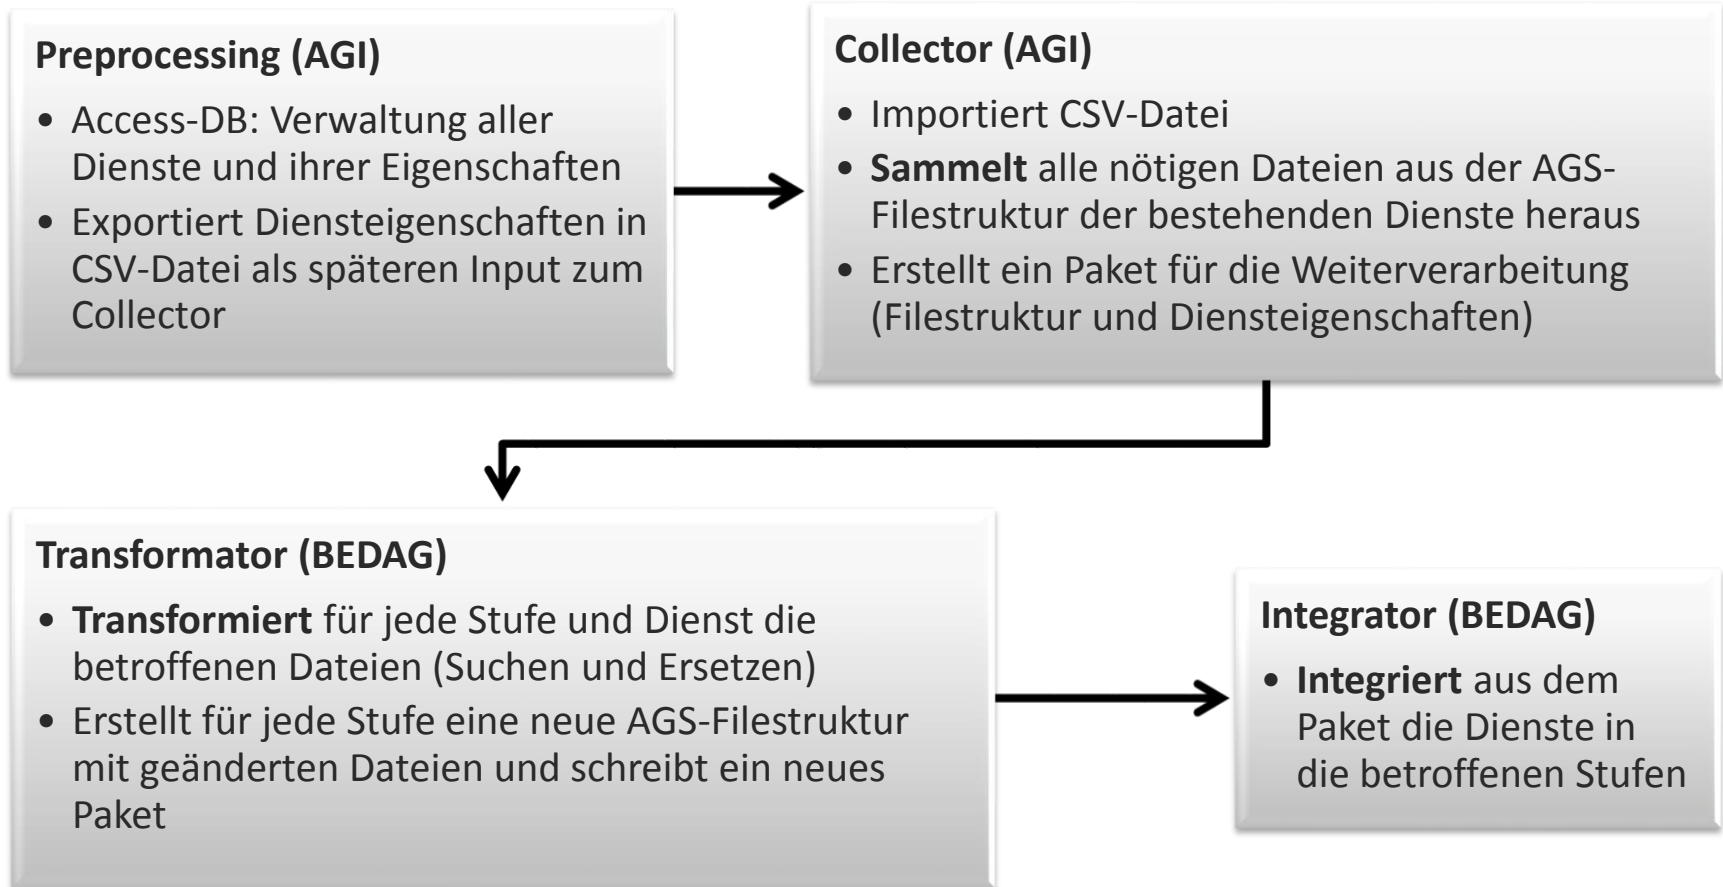 Preprocessing (AGI)
• Access-DB: Verwaltung aller
Dienste und ihrer Eigenschaften
• Exportiert Diensteigenschaften in
CSV-Datei als späteren Input zum
Collector
Collector (AGI)
• Importiert CSV-Datei
• Sammelt alle nötigen Dateien aus der AGS-
Filestruktur der bestehenden Dienste heraus
• Erstellt ein Paket für die Weiterverarbeitung
(Filestruktur und Diensteigenschaften)
Transformator (BEDAG)
• Transformiert für jede Stufe und Dienst die
betroffenen Dateien (Suchen und Ersetzen)
• Erstellt für jede Stufe eine neue AGS-Filestruktur
mit geänderten Dateien und schreibt ein neues
Paket
Integrator (BEDAG)
• Integriert aus dem
Paket die Dienste in
die betroffenen Stufen